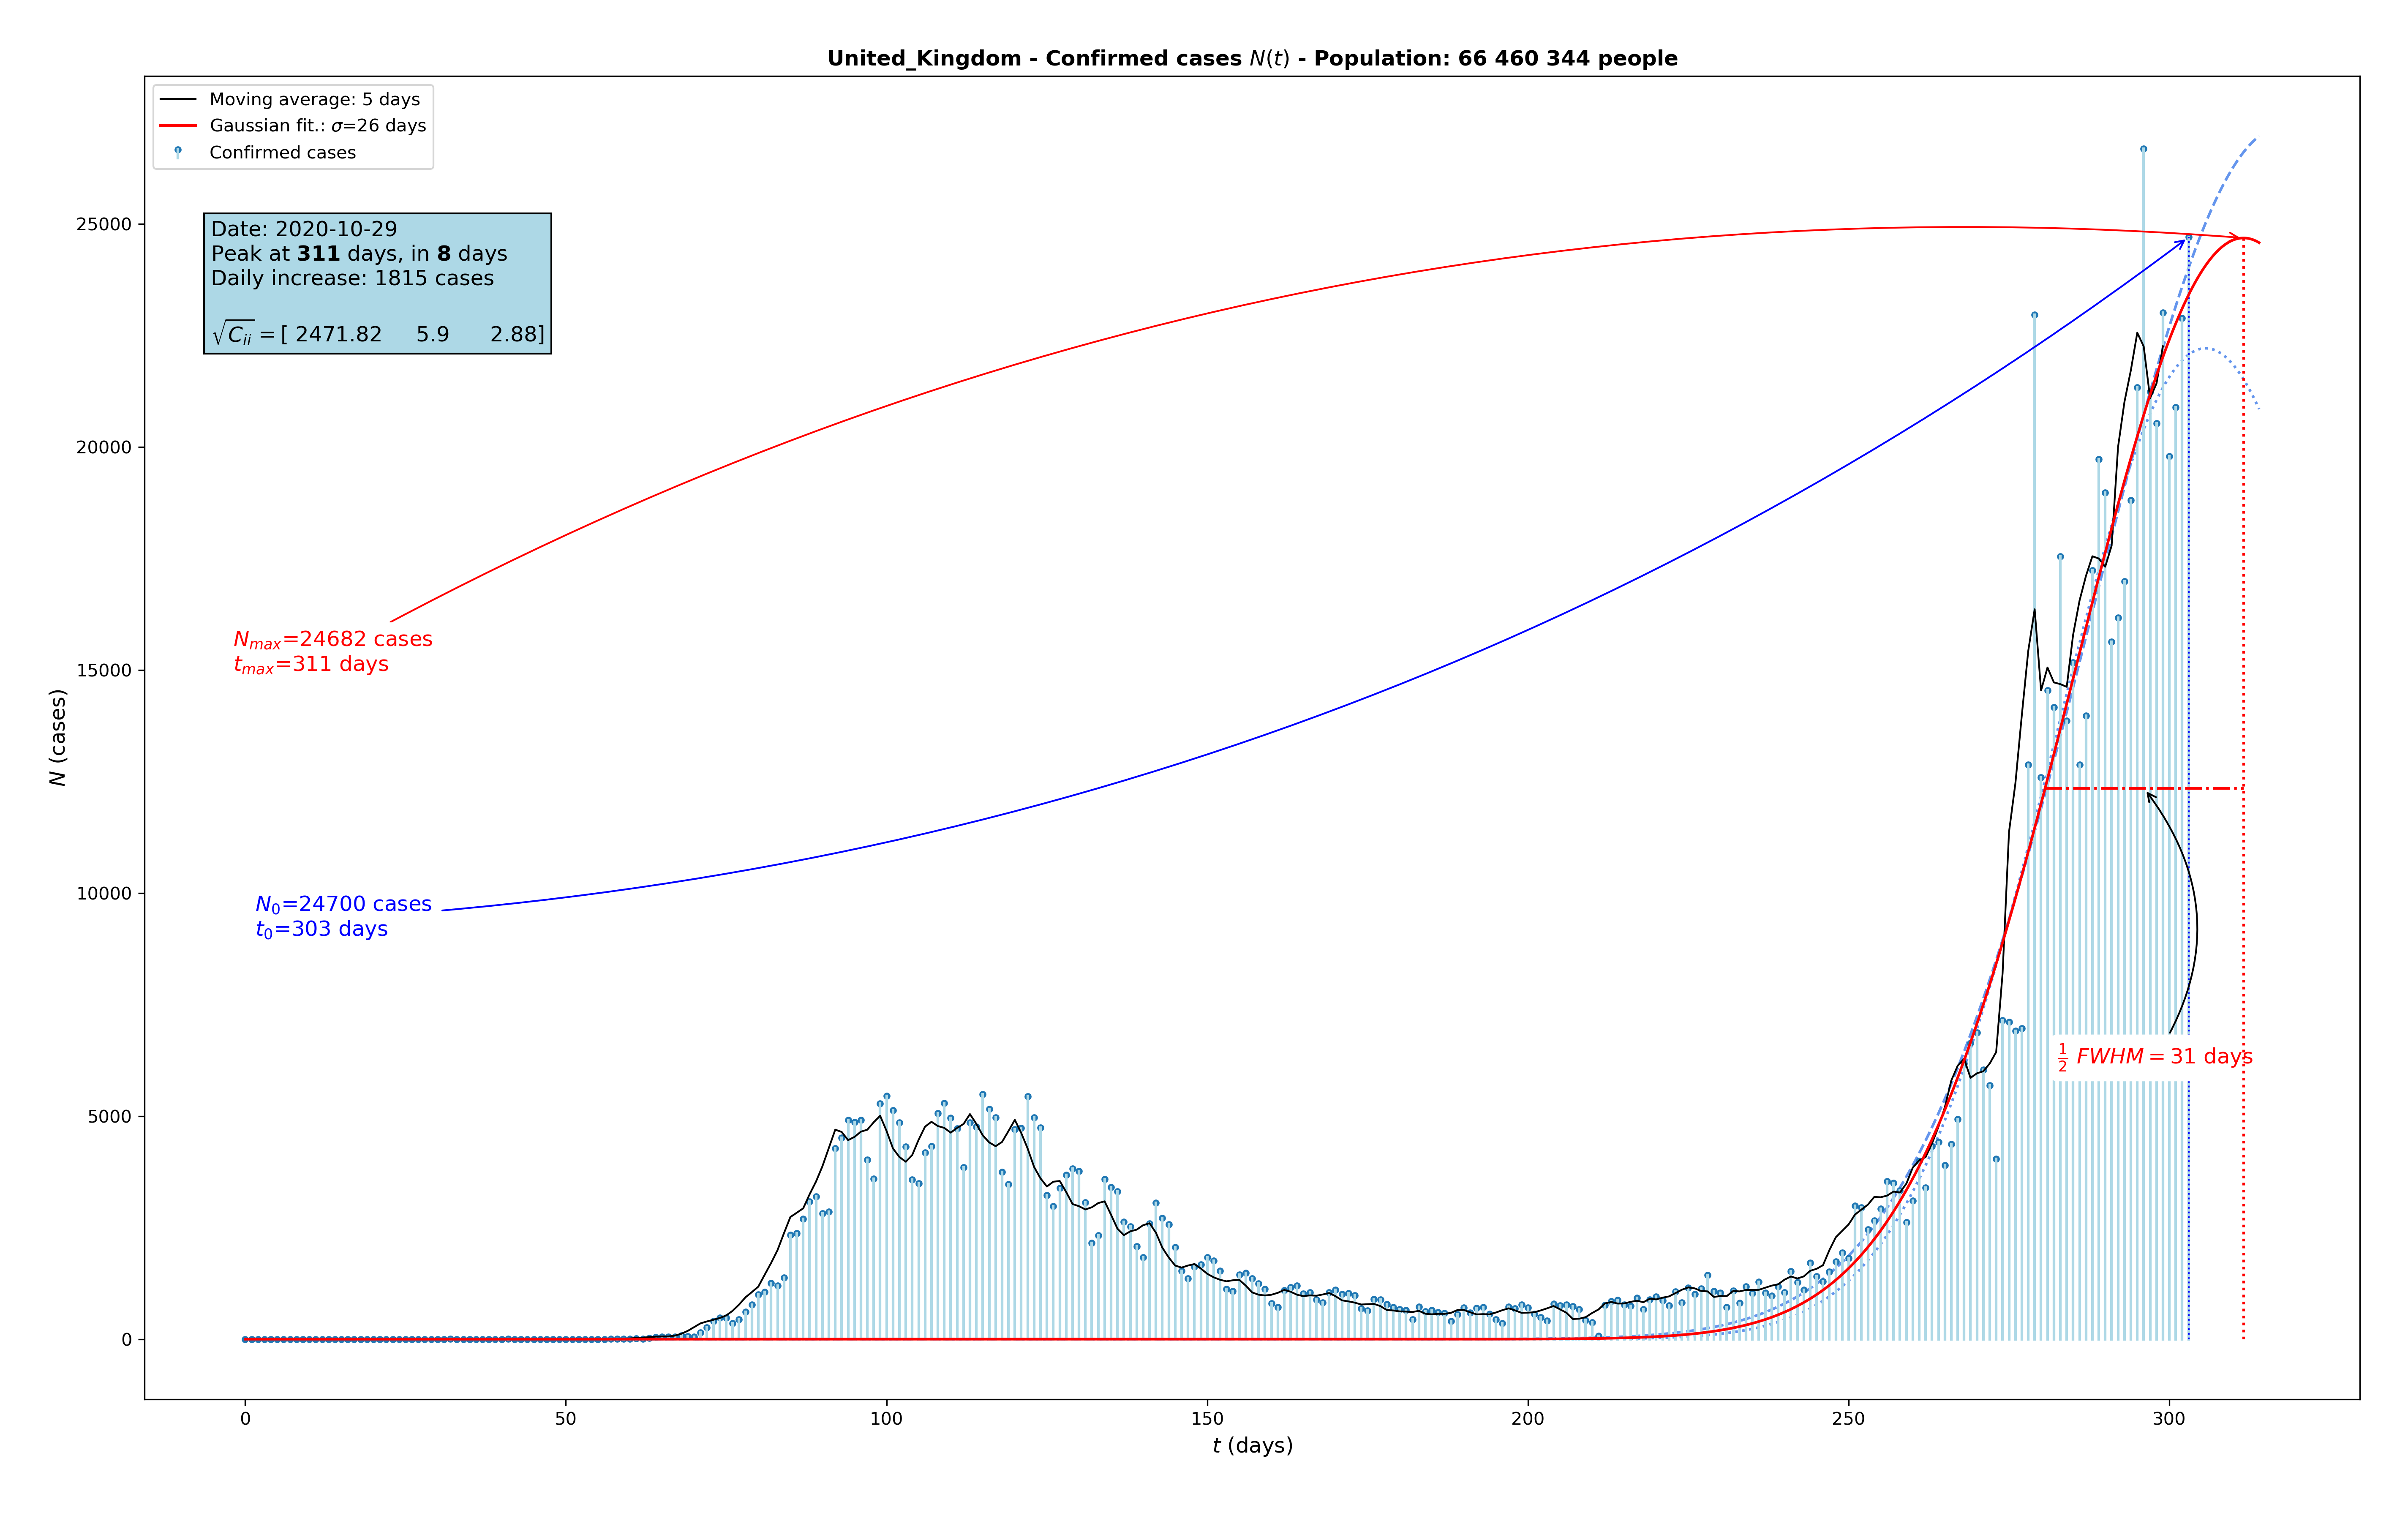 United_Kingdom - Confirmed cases N(t) - Population: 66 460 344 people
Moving average: 5 days
Gaussian fit.: σ=26 days
Confirmed cases
Date: 2020-10-29
Peak at 311 days, in 8 days
Daily increase: 1815 cases
√C_ii = [ 2471.82 5.9 2.88]
N_max=24682 cases
t_max=311 days
N_0=24700 cases
t_0=303 days
1/2 FWHM = 31 days
25000
20000
15000
10000
5000
0
N (cases)
0 50 100 150 200 250 300
t (days)